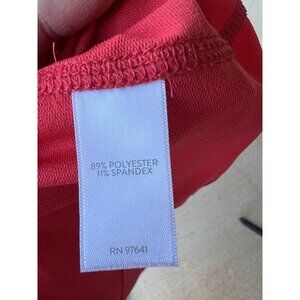 89% POLYESTER
11% SPANDEX
RN 97641